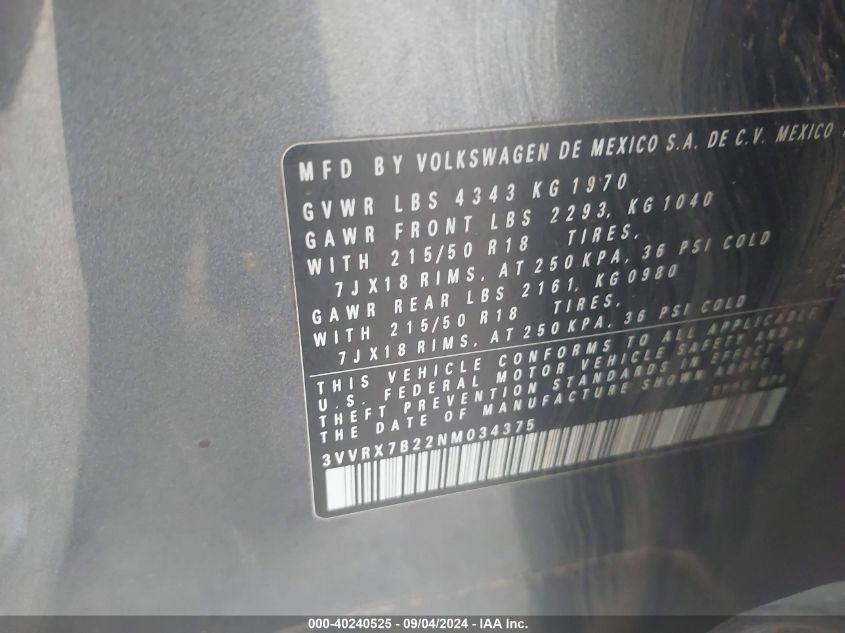 MFD BY VOLKSWAGEN DE MEXICO S.A. DE C.V. MEXICO
GVWR LBS 4343 KG 1970
GAWR FRONT LBS 2293, KG 1040
WITH 215/50 R18 TIRES,
7JX18 RIMS, AT 250 KPA, 36 PSI COLD
GAWR REAR LBS 2161, KG 0980
WITH 215/50 R18 TIRES,
7JX18 RIMS, AT 250 KPA, 36 PSI COLD
THIS VEHICLE CONFORMS TO ALL APPLICABLE
U.S. FEDERAL MOTOR VEHICLE SAFETY AND
THEFT PREVENTION STANDARDS IN EFFECT ON
THE DATE OF MANUFACTURE SHOWN ABOVE.
3VVRX7B22NM034375
000-40240525 - 09/04/2024 - IAA Inc.